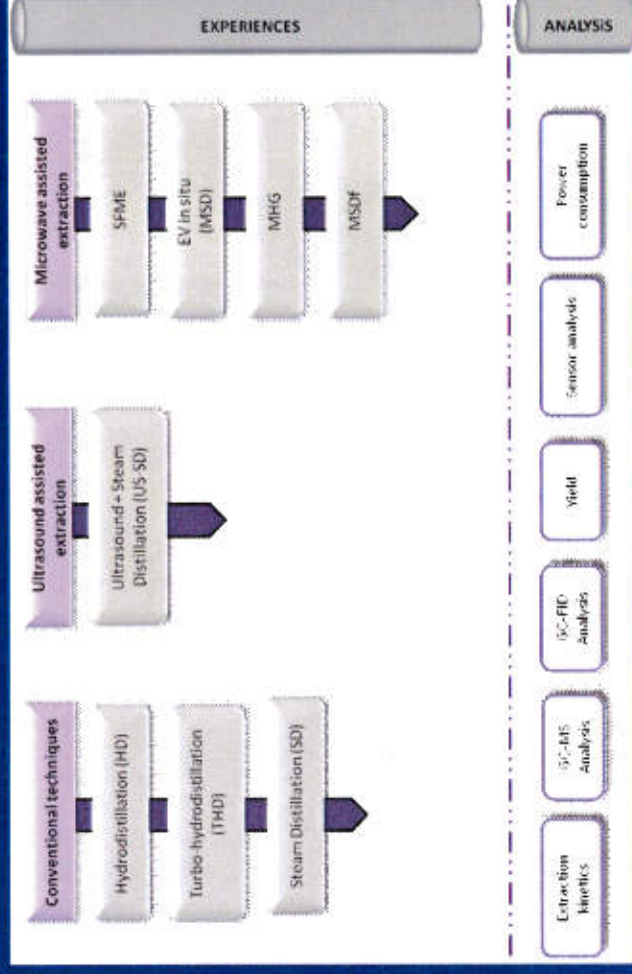 EXPERIENCES
Conventional techniques
Hydrodistillation (HD)
Turbo-hydrodistillation
(THD)
Steam Distillation (SD)
Ultrasound assisted
extraction
Ultrasound + Steam
Distillation (US-SD)
Microwave assisted
extraction
SFME
EV in situ
(MSD)
MHG
MSDf
ANALYSIS
Extraction
kinetics
GC-MS
Analysis
GC-FID
Analysis
Yield
Sensor analysis
Power
consumption